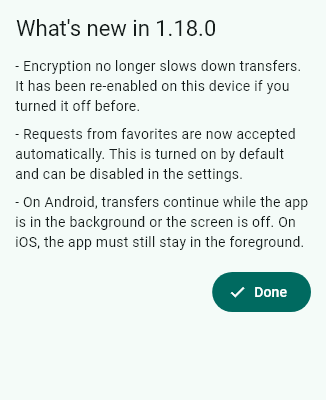 What's new in 1.18.0
- Encryption no longer slows down transfers.
It has been re-enabled on this device if you
turned it off before.
- Requests from favorites are now accepted
automatically. This is turned on by default
and can be disabled in the settings.
- On Android, transfers continue while the app
is in the background or the screen is off. On
iOS, the app must still stay in the foreground.
Done